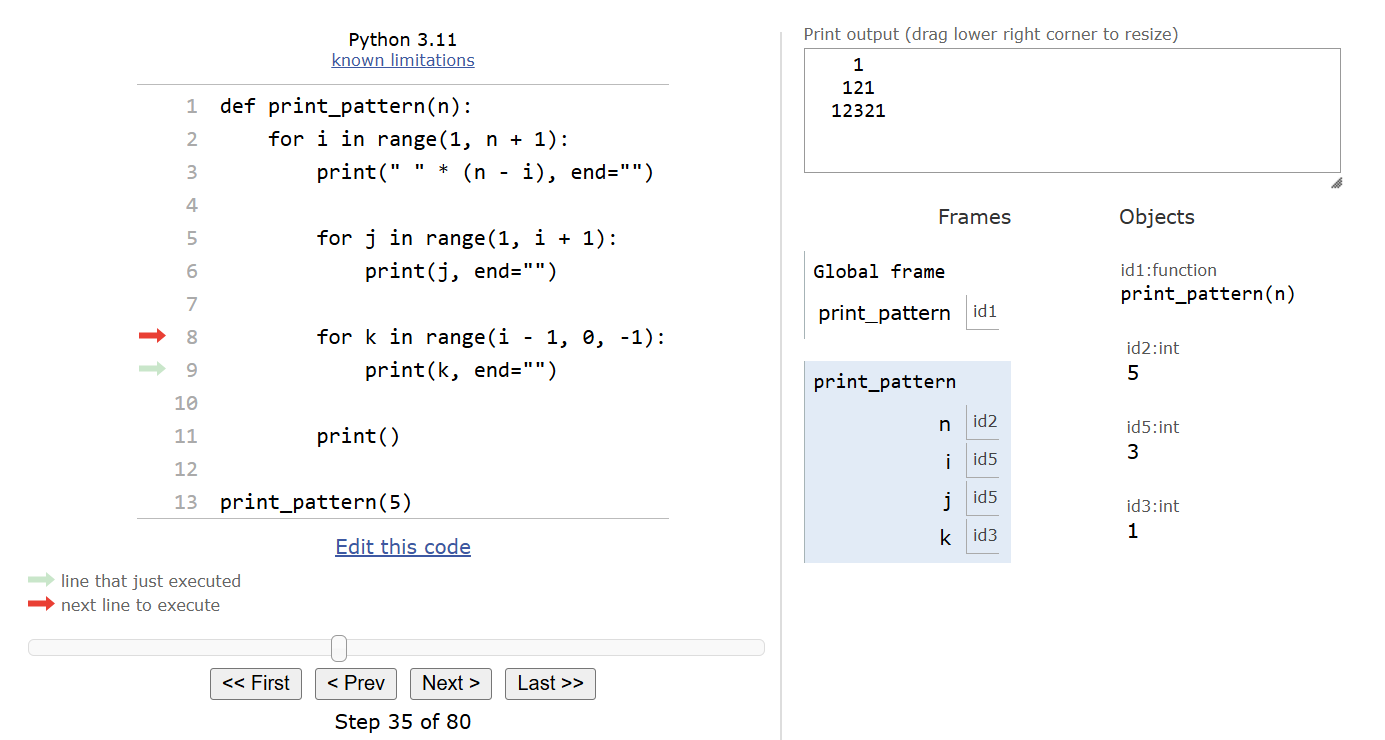 Python 3.11
known limitations
1 def print_pattern(n):
2     for i in range(1, n + 1):
3         print(" " * (n - i), end="")
4
5         for j in range(1, i + 1):
6             print(j, end="")
7
8         for k in range(i - 1, 0, -1):
9             print(k, end="")
10
11         print()
12
13 print_pattern(5)
Edit this code
line that just executed
next line to execute
<< First < Prev Next > Last >>
Step 35 of 80
Print output (drag lower right corner to resize)
    1
   121
  12321
Frames Objects
Global frame
print_pattern id1
print_pattern
n id2
i id5
j id5
k id3
id1:function
print_pattern(n)
id2:int
5
id5:int
3
id3:int
1